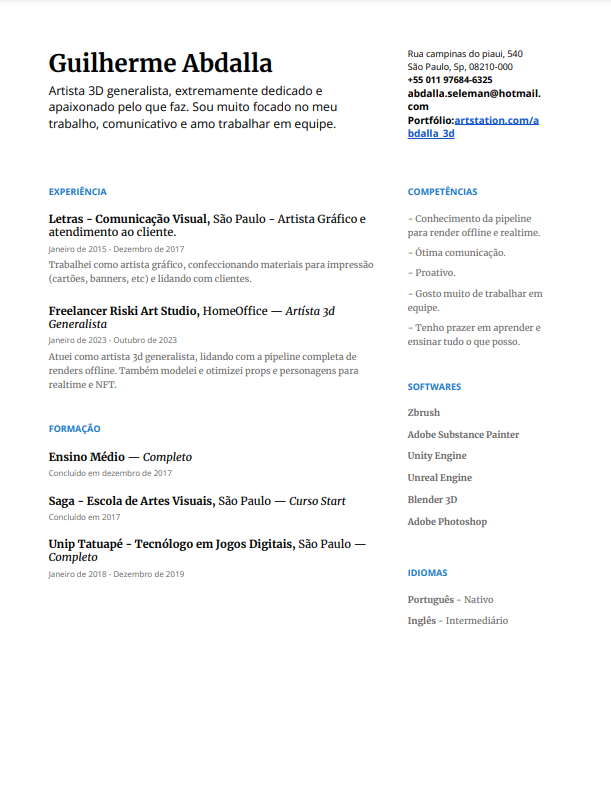 Guilherme Abdalla
Artista 3D generalista, extremamente dedicado e
apaixonado pelo que faz. Sou muito focado no meu
trabalho, comunicativo e amo trabalhar em equipe.
Rua campinas do piaui, 540
São Paulo, Sp, 08210-000
+55 011 97684-6325
abdalla.seleman@hotmail.
com
Portfólio:artstation.com/a
bdalla_3d
EXPERIÊNCIA
Letras - Comunicação Visual, São Paulo - Artista Gráfico e
atendimento ao cliente.
Janeiro de 2015 - Dezembro de 2017
Trabalhei como artista gráfico, confeccionando materiais para impressão
(cartões, banners, etc) e lidando com clientes.
Freelancer Riski Art Studio, HomeOffice — Artísta 3d
Generalista
Janeiro de 2023 - Outubro de 2023
Atuei como artista 3d generalista, lidando com a pipeline completa de
renders offline. Também modelei e otimizei props e personagens para
realtime e NFT.
FORMAÇÃO
Ensino Médio — Completo
Concluído em dezembro de 2017
Saga - Escola de Artes Visuais, São Paulo — Curso Start
Concluído em 2017
Unip Tatuapé - Tecnólogo em Jogos Digitais, São Paulo —
Completo
Janeiro de 2018 - Dezembro de 2019
COMPETÊNCIAS
- Conhecimento da pipeline
para render offline e realtime.
- Ótima comunicação.
- Proativo.
- Gosto muito de trabalhar em
equipe.
- Tenho prazer em aprender e
ensinar tudo o que posso.
SOFTWARES
Zbrush
Adobe Substance Painter
Unity Engine
Unreal Engine
Blender 3D
Adobe Photoshop
IDIOMAS
Português - Nativo
Inglês - Intermediário